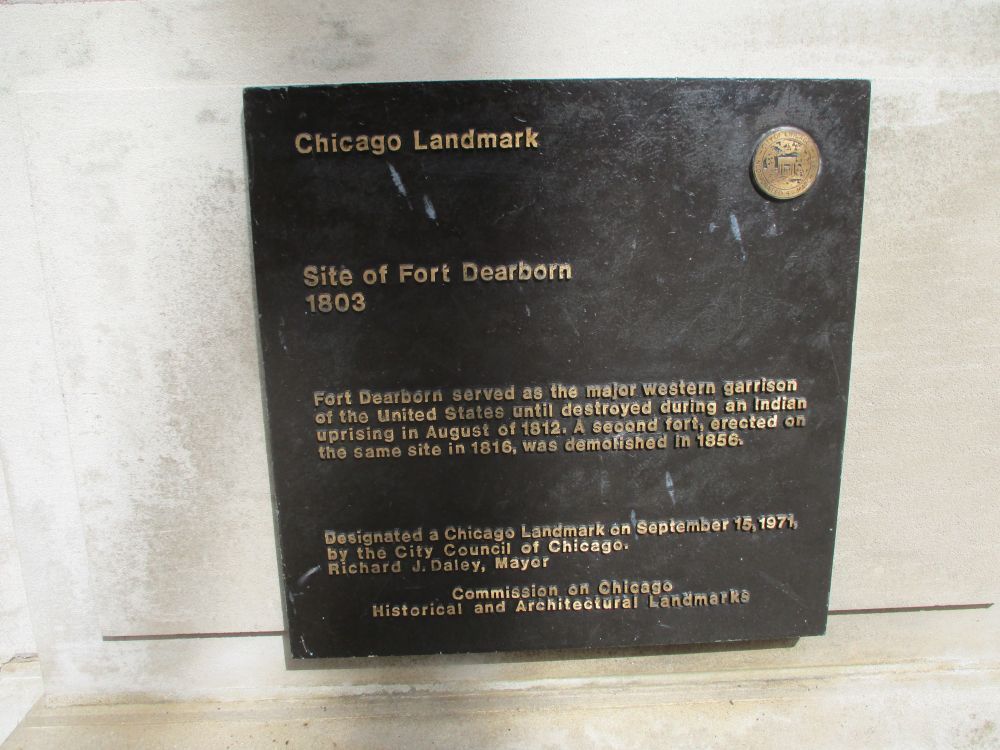 Chicago Landmark
Site of Fort Dearborn
1803
Fort Dearborn served as the major western garrison
of the United States until destroyed during an Indian
uprising in August of 1812. A second fort, erected on
the same site in 1816, was demolished in 1856.
Designated a Chicago Landmark on September 15, 1971,
by the City Council of Chicago.
Richard J. Daley, Mayor
Commission on Chicago
Historical and Architectural Landmarks